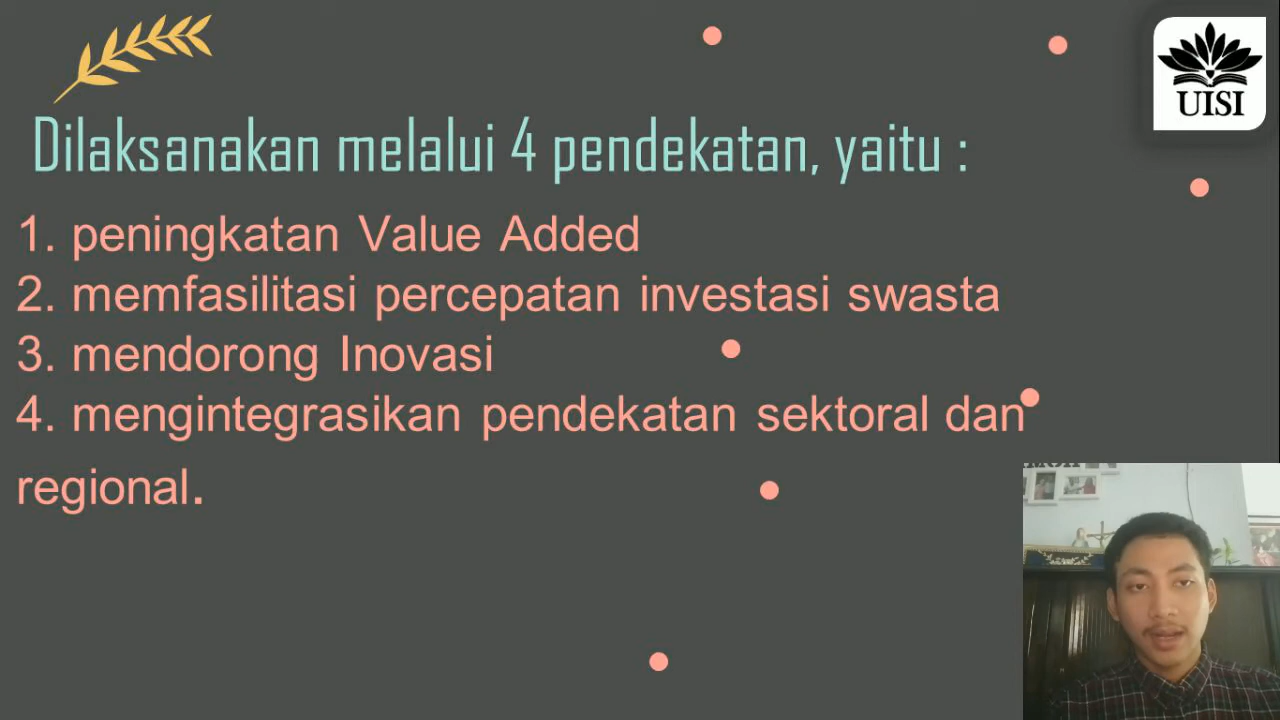 UISI
Dilaksanakan melalui 4 pendekatan, yaitu :
1. peningkatan Value Added
2. memfasilitasi percepatan investasi swasta
3. mendorong Inovasi
4. mengintegrasikan pendekatan sektoral dan
regional.